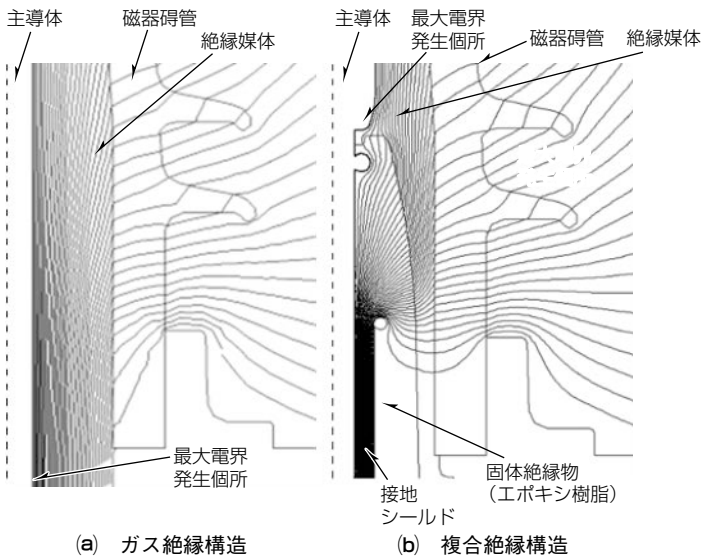 主導体
磁器碍管
絶縁媒体
最大電界
発生個所
(a) ガス絶縁構造
主導体
最大電界
発生個所
磁器碍管
絶縁媒体
固体絶縁物
（エポキシ樹脂）
接地
シールド
(b) 複合絶縁構造